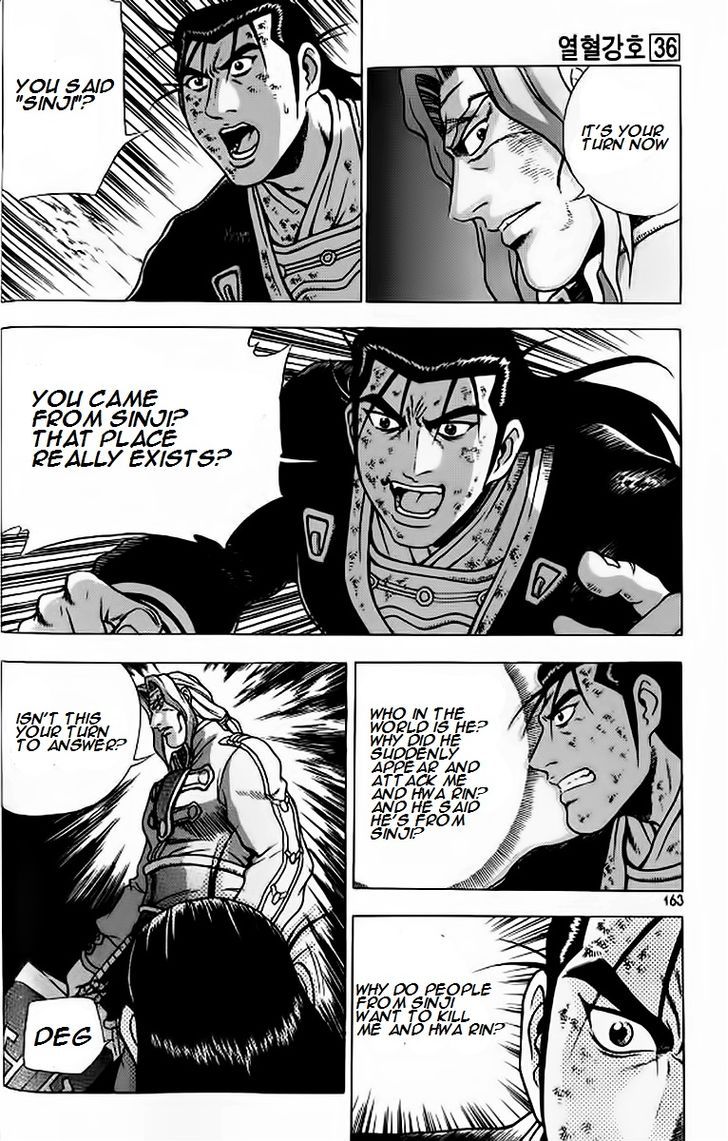 열혈강호 36
IT'S YOUR
TURN NOW
YOU SAID
"SINJI"?
YOU CAME
FROM SINJI?
THAT PLACE
REALLY EXISTS?
WHO IN THE
WORLD IS HE?
WHY DID HE
SUDDENLY
APPEAR AND
ATTACK ME
AND HWA RIN?
AND HE SAID
HE'S FROM
SINJI?
163
WHY DO PEOPLE
FROM SINJI
WANT TO KILL
ME AND HWA RIN?
ISN'T THIS
YOUR TURN
TO ANSWER?
DEG